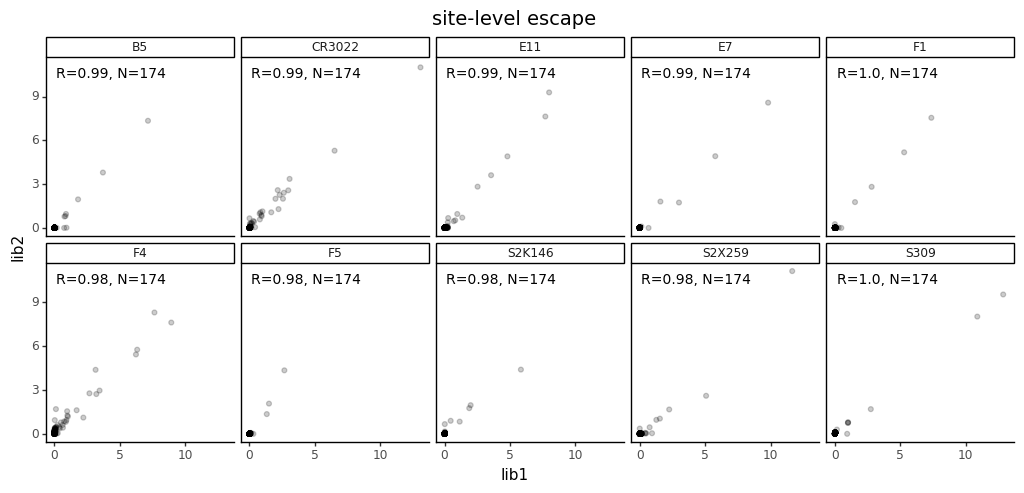 site-level escape
B5 CR3022 E11 E7 F1
R=0.99, N=174 R=0.99, N=174 R=0.99, N=174 R=0.99, N=174 R=1.0, N=174
9
6
3
0
F4 F5 S2K146 S2X259 S309
R=0.98, N=174 R=0.98, N=174 R=0.98, N=174 R=0.98, N=174 R=1.0, N=174
9
6
3
0
0 5 10 0 5 10 0 5 10 0 5 10 0 5 10
lib2
lib1